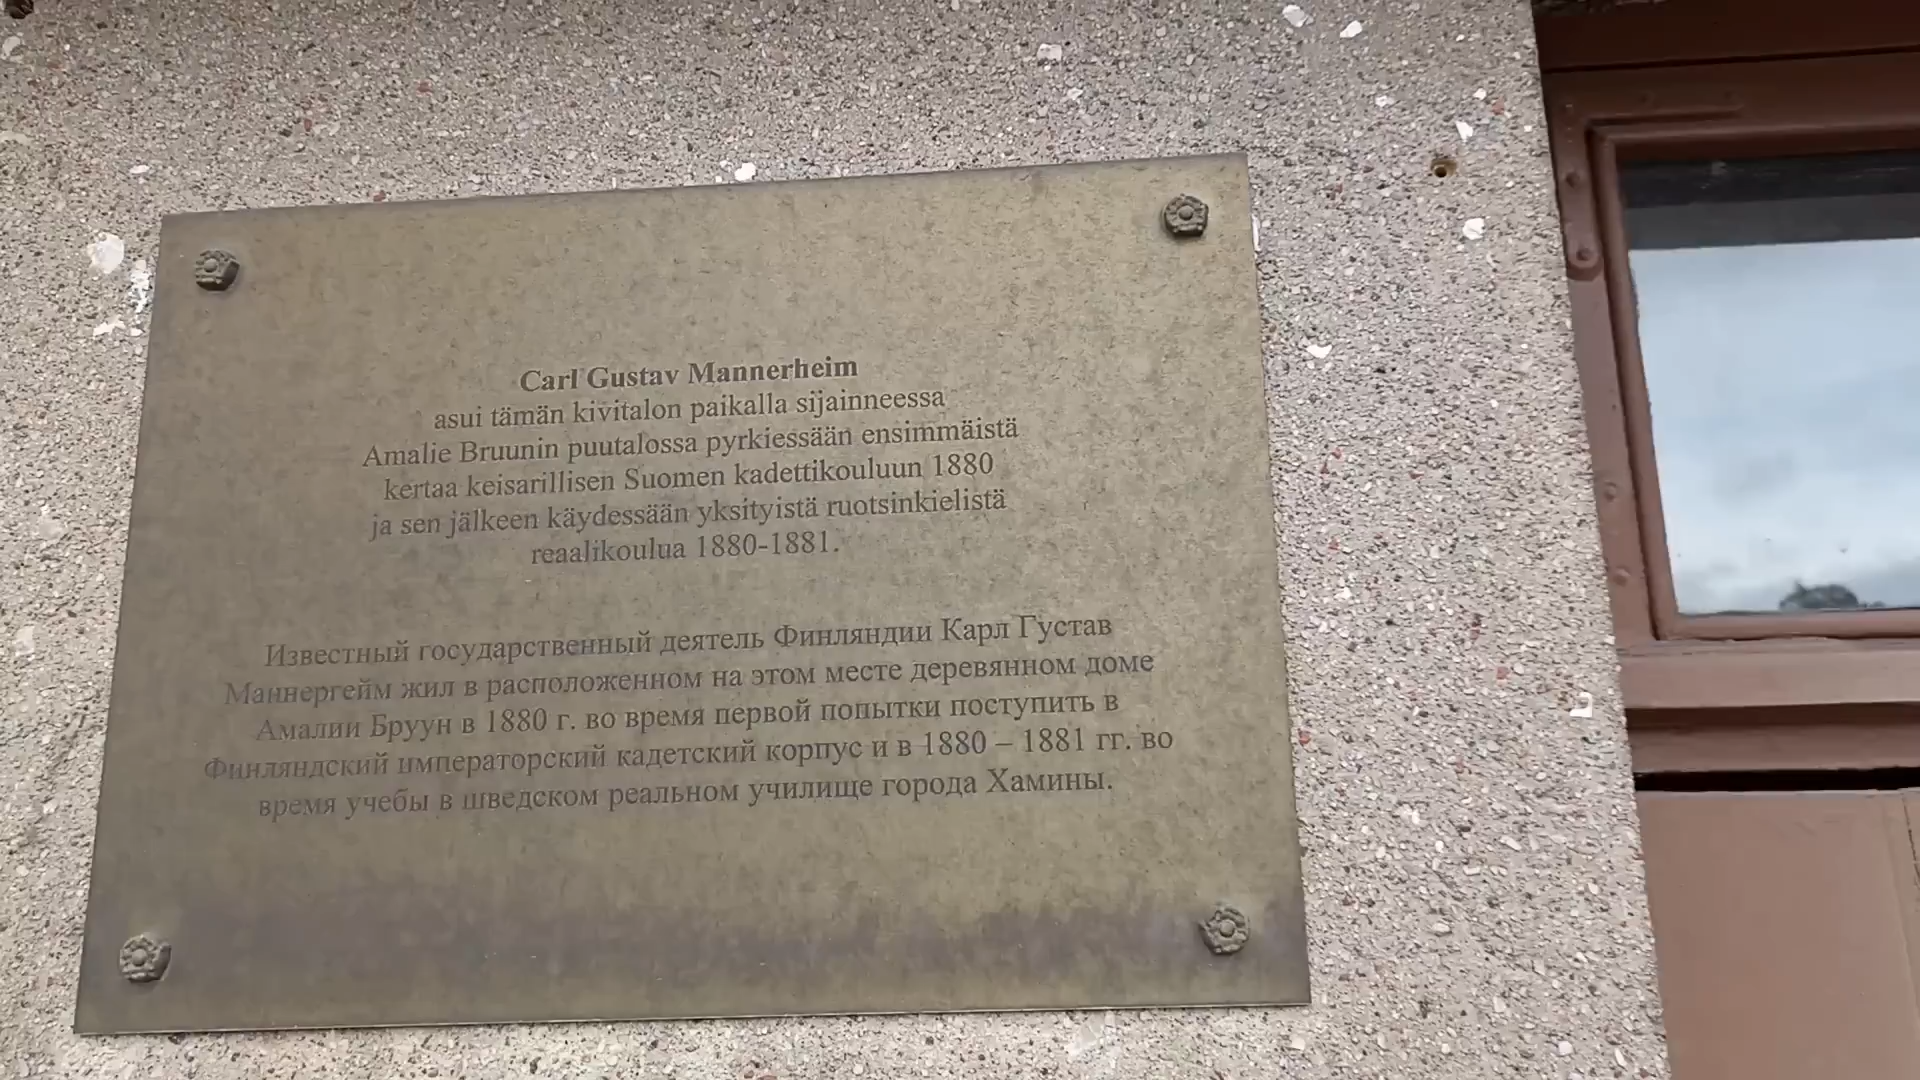 Carl Gustav Mannerheim
asui tämän kivitalon paikalla sijainneessa
Amalie Bruunin puutalossa pyrkiessään ensimmäistä
kertaa keisarillisen Suomen kadettikouluun 1880
ja sen jälkeen käydessään yksityistä ruotsinkielistä
reaalikoulua 1880-1881.
Известный государственный деятель Финляндии Карл Густав
Маннергейм жил в расположенном на этом месте деревянном доме
Амалии Бруун в 1880 г. во время первой попытки поступить в
Финляндский императорский кадетский корпус и в 1880 – 1881 гг. во
время учебы в шведском реальном училище города Хамины.